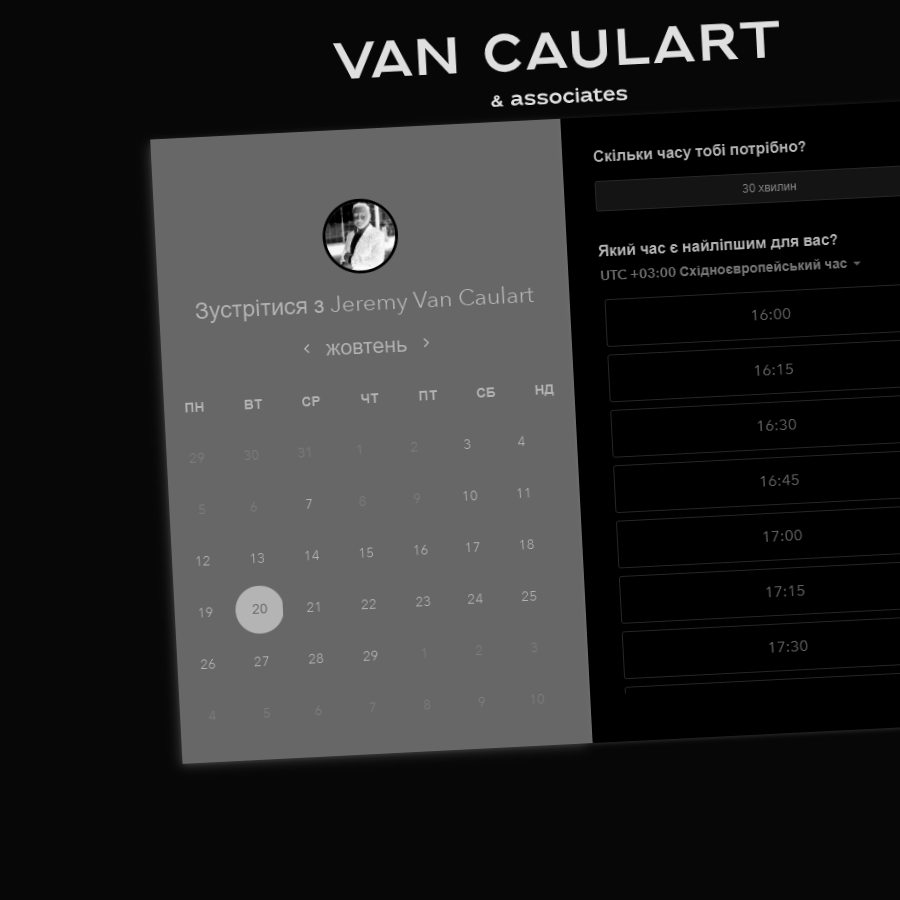 VAN CAULART
& associates
Зустрітися з Jeremy Van Caulart
жовтень
ПН ВТ СР ЧТ ПТ СБ НД
29 30 31 1 2 3 4
5 6 7 8 9 10 11
12 13 14 15 16 17 18
19 20 21 22 23 24 25
26 27 28 29 1 2 3
4 5 6 7 8 9 10
Скільки часу тобі потрібно?
30 хвилин
Який час є найліпшим для вас?
UTC +03:00 Східноєвропейський час
16:00
16:15
16:30
16:45
17:00
17:15
17:30